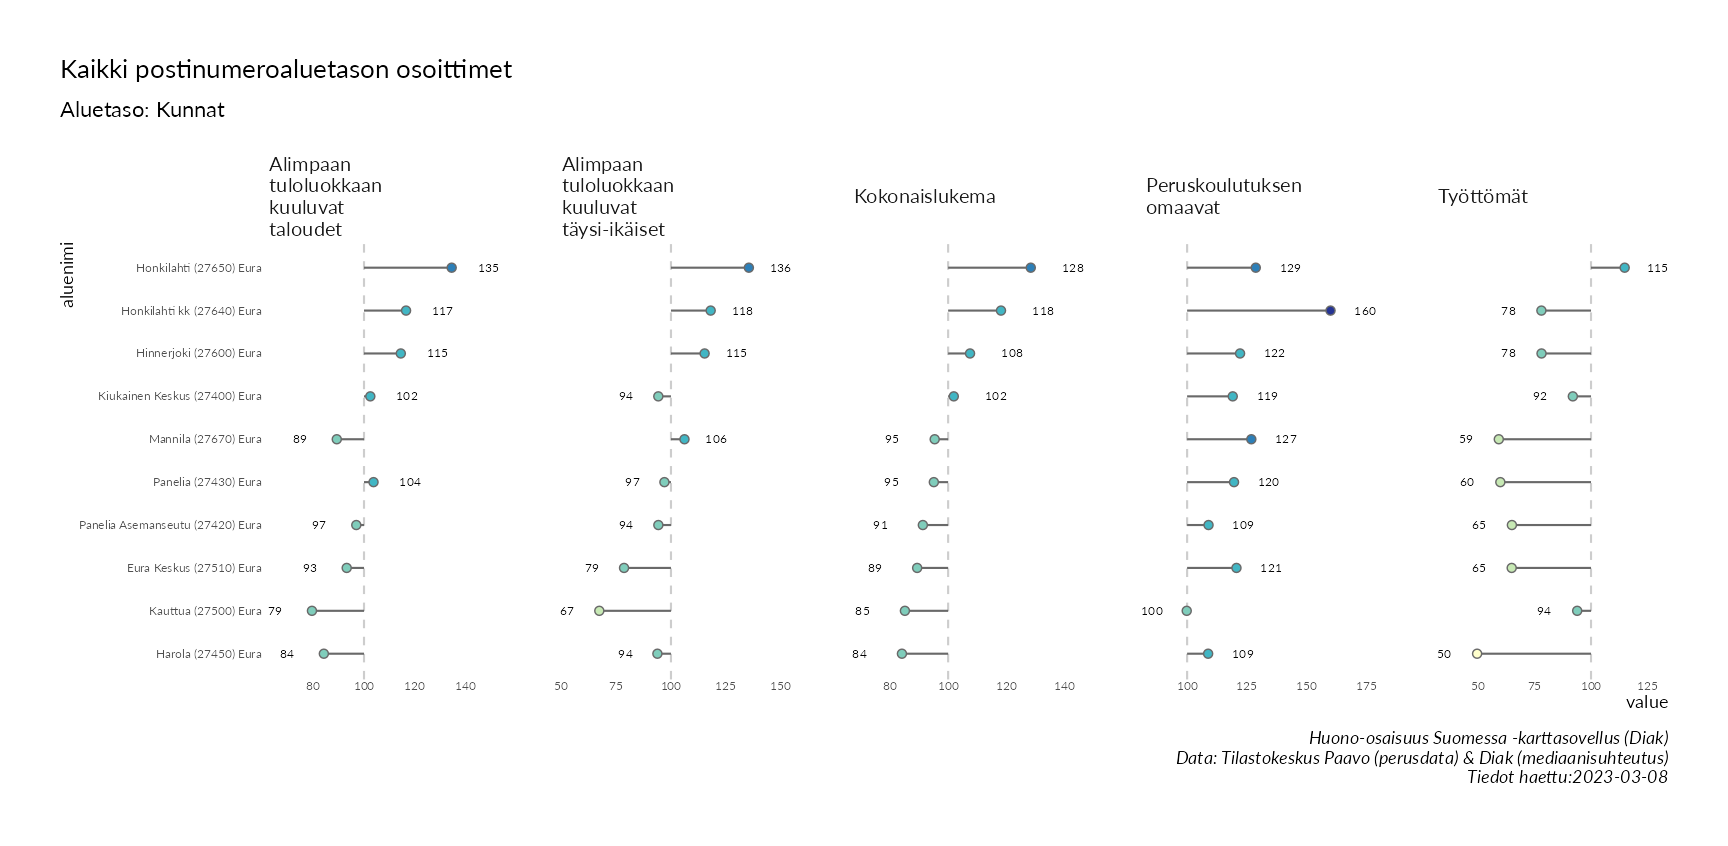 Kaikki postinumeroaluetason osoittimet
Aluetaso: Kunnat
Alimpaan
tuloluokkaan
kuuluvat
taloudet
Alimpaan
tuloluokkaan
kuuluvat
täysi-ikäiset
Kokonaislukema
Peruskoulutuksen
omaavat
Työttömät
aluenimi
Honkilahti (27650) Eura 135 136 128 129 115
Honkilahti kk (27640) Eura 117 118 118 160 78
Hinnerjoki (27600) Eura 115 115 108 122 78
Kiukainen Keskus (27400) Eura 102 94 102 119 92
Mannila (27670) Eura 89 106 95 127 59
Panelia (27430) Eura 104 97 95 120 60
Panelia Asemanseutu (27420) Eura 97 94 91 109 65
Eura Keskus (27510) Eura 93 79 89 121 65
Kauttua (27500) Eura 79 67 85 100 94
Harola (27450) Eura 84 94 84 109 50
80 100 120 140 50 75 100 125 150 80 100 120 140 100 125 150 175 50 75 100 125
value
Huono-osaisuus Suomessa -karttasovellus (Diak)
Data: Tilastokeskus Paavo (perusdata) & Diak (mediaanisuhteutus)
Tiedot haettu:2023-03-08